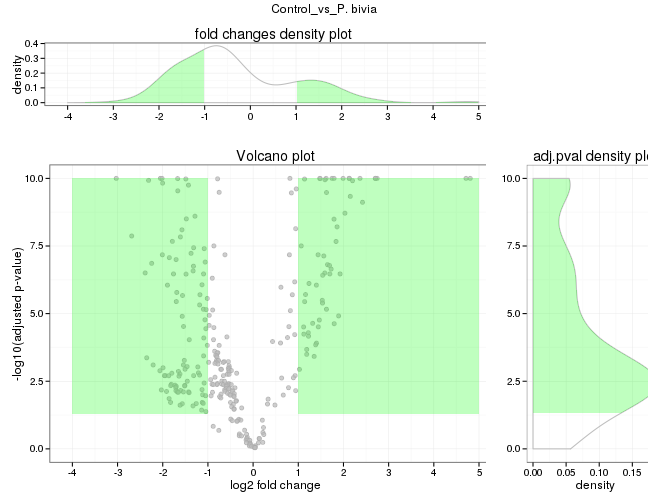 Control_vs_P. bivia
fold changes density plot
density
0.4
0.3
0.2
0.1
0.0
-4 -3 -2 -1 0 1 2 3 4 5
Volcano plot
-log10(adjusted p-value)
10.0
7.5
5.0
2.5
0.0
-4 -3 -2 -1 0 1 2 3 4 5
log2 fold change
adj.pval density plo
10.0
7.5
5.0
2.5
0.0
0.00 0.05 0.10 0.15
density